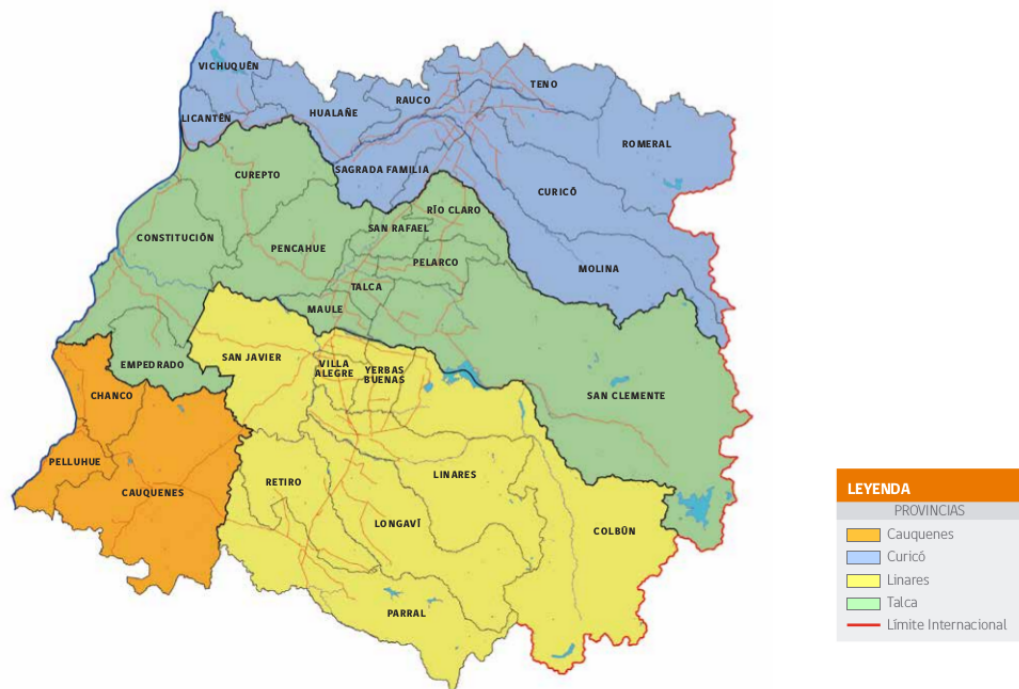 VICHUQUÉN
TENO
RAUCO
HUALAÑE
LICANTÉN
ROMERAL
SAGRADA FAMILIA
CUREPTO
CURICÓ
RÍO CLARO
SAN RAFAEL
CONSTITUCIÓN
PENCAHUE
PELARCO
MOLINA
TALCA
MAULE
SAN JAVIER
EMPEDRADO
VILLA
ALEGRE
YERBAS
BUENAS
CHANCO
SAN CLEMENTE
PELLUHUE
LINARES
RETIRO
CAUQUENES
LONGAVÍ
COLBÚN
PARRAL
LEYENDA
PROVINCIAS
Cauquenes
Curicó
Linares
Talca
Límite Internacional